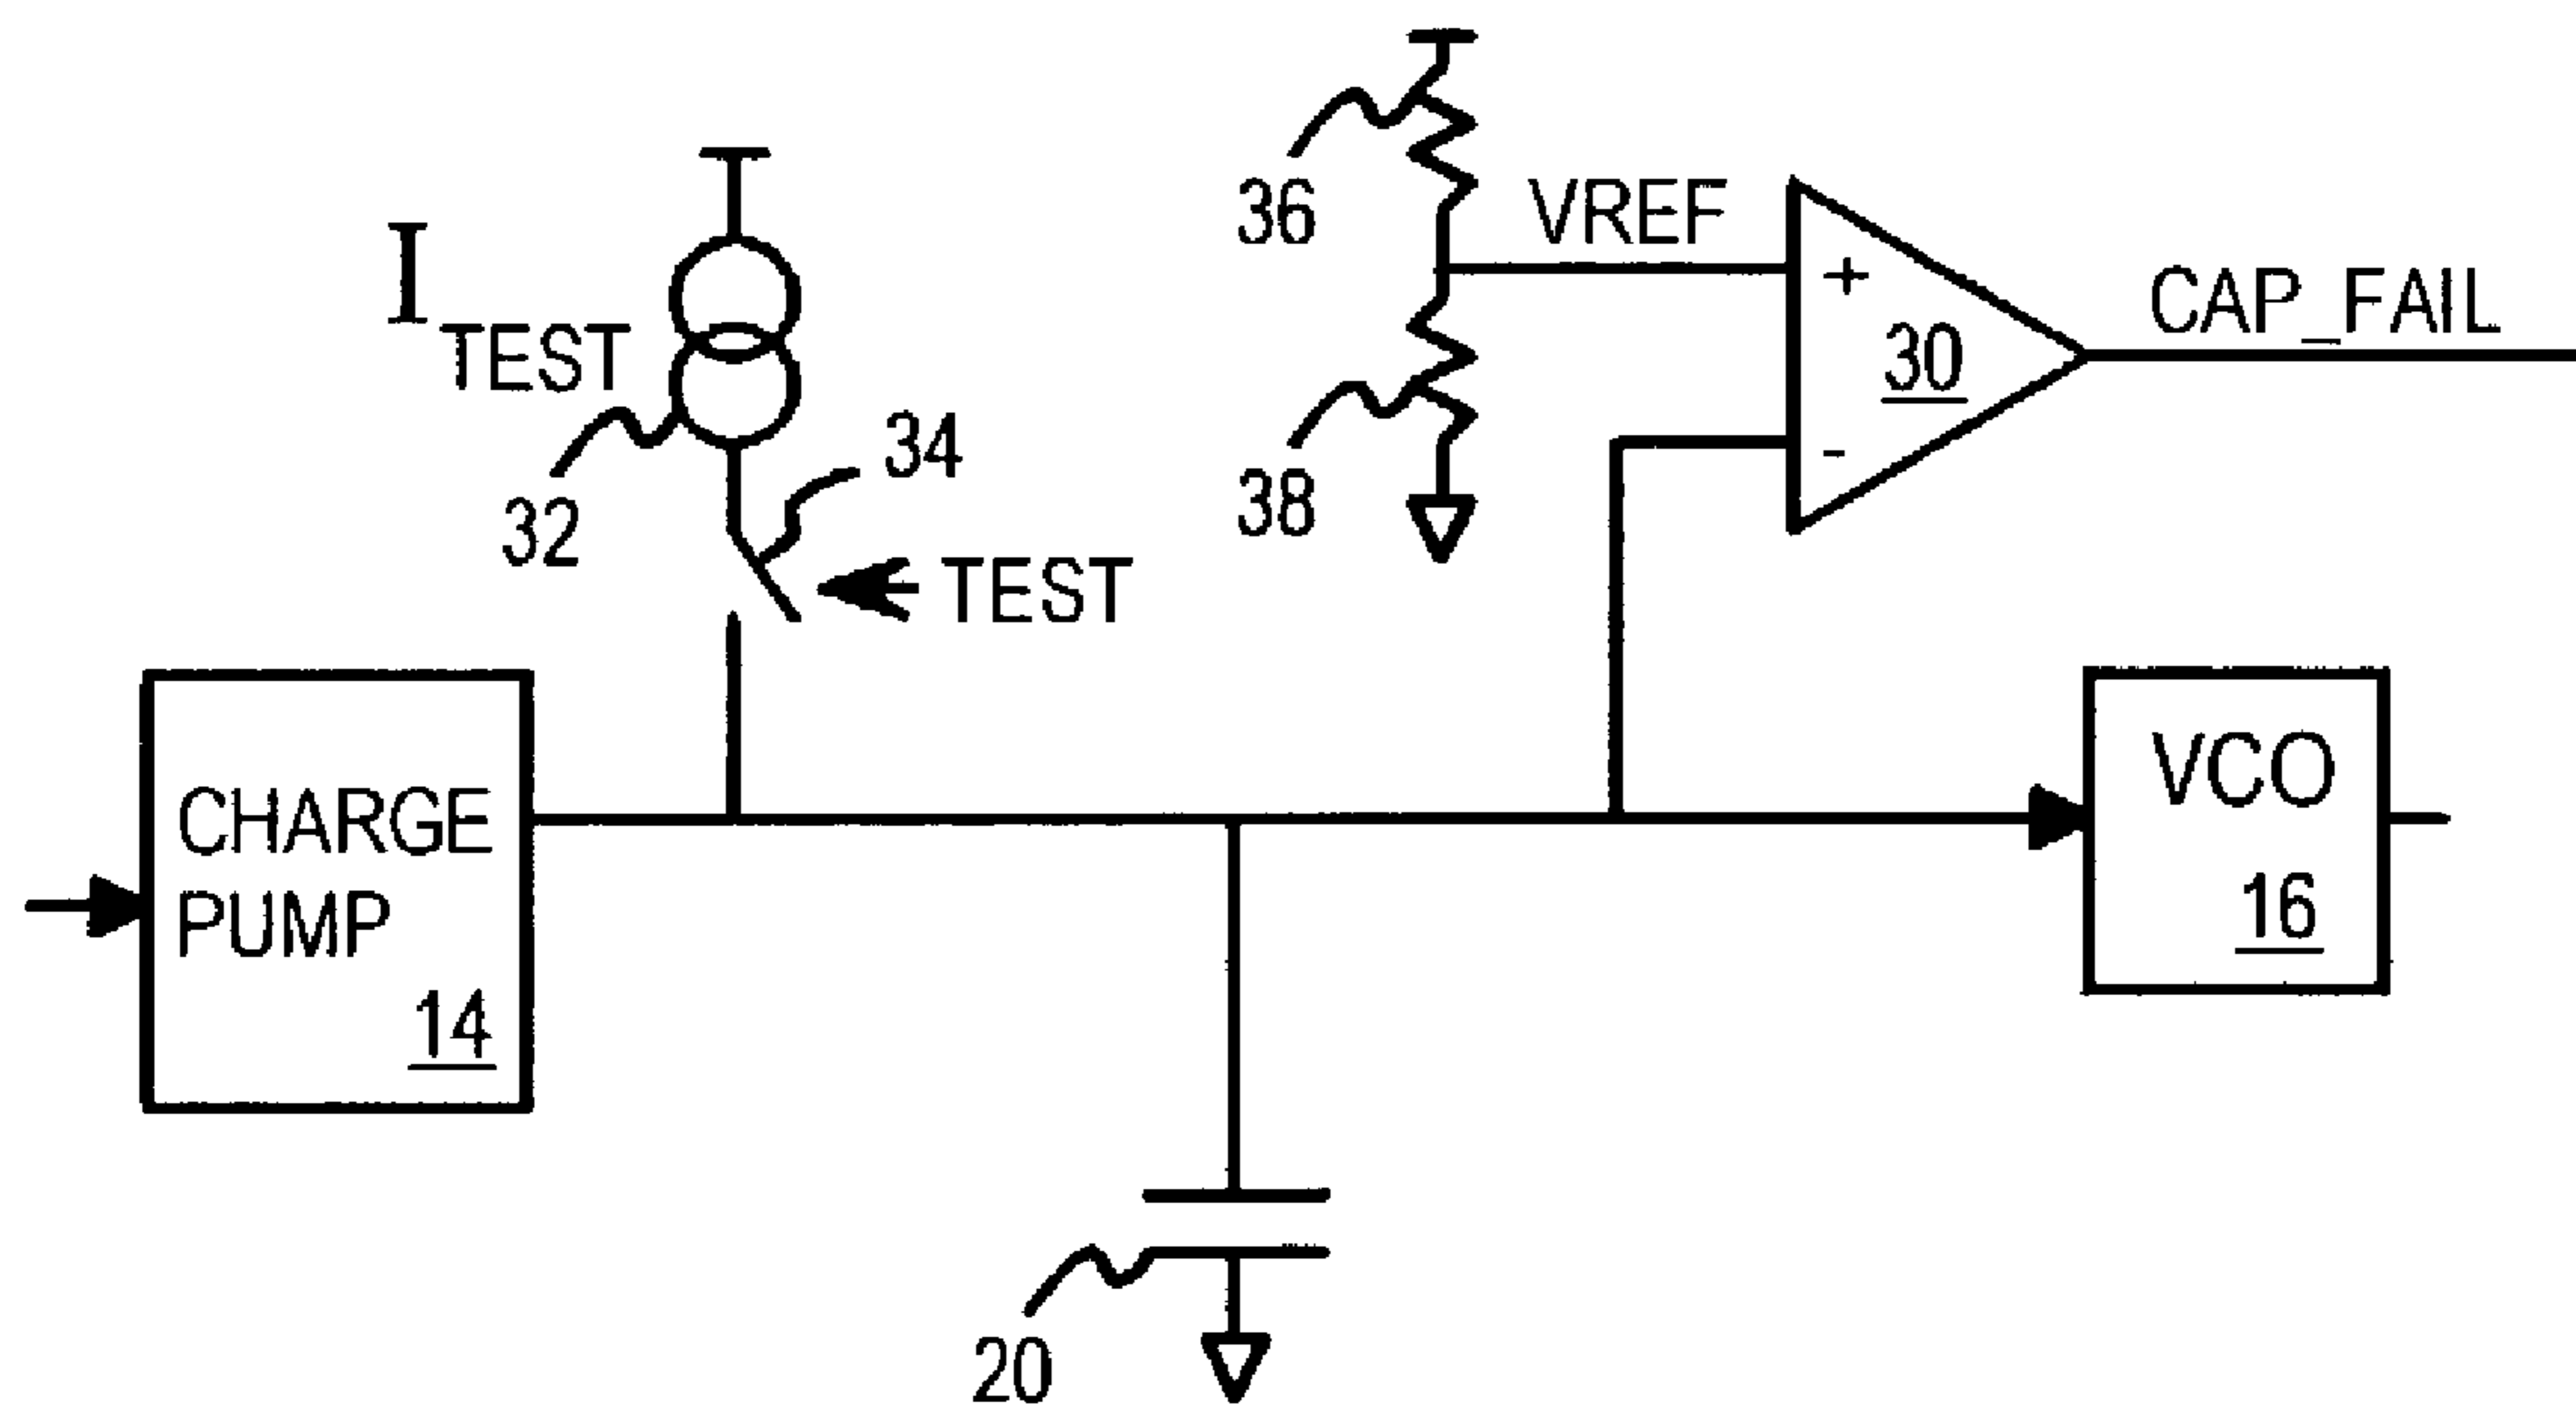 36
VREF
+
I TEST
CAP_FAIL
30
34
32
38
-
TEST
CHARGE
PUMP
14
VCO
16
20